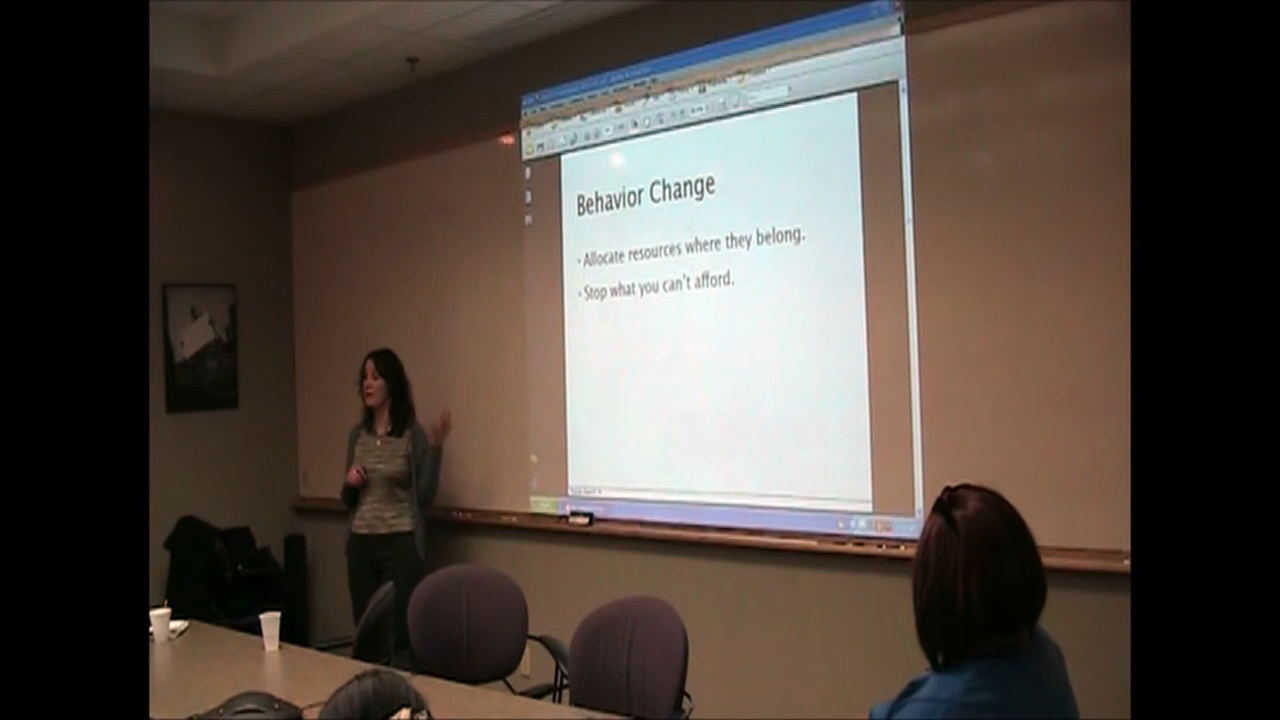 Behavior Change
• Allocate resources where they belong.
• Stop what you can't afford.